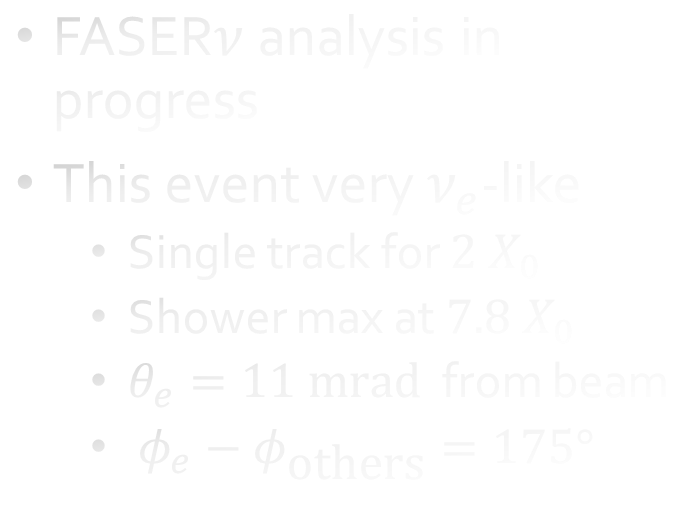 • FASERν analysis in
progress
• This event very νₑ-like
• Single track for 2 X₀
• Shower max at 7.8 X₀
• θₑ = 11 mrad from beam
• ϕₑ − ϕ_others = 175°